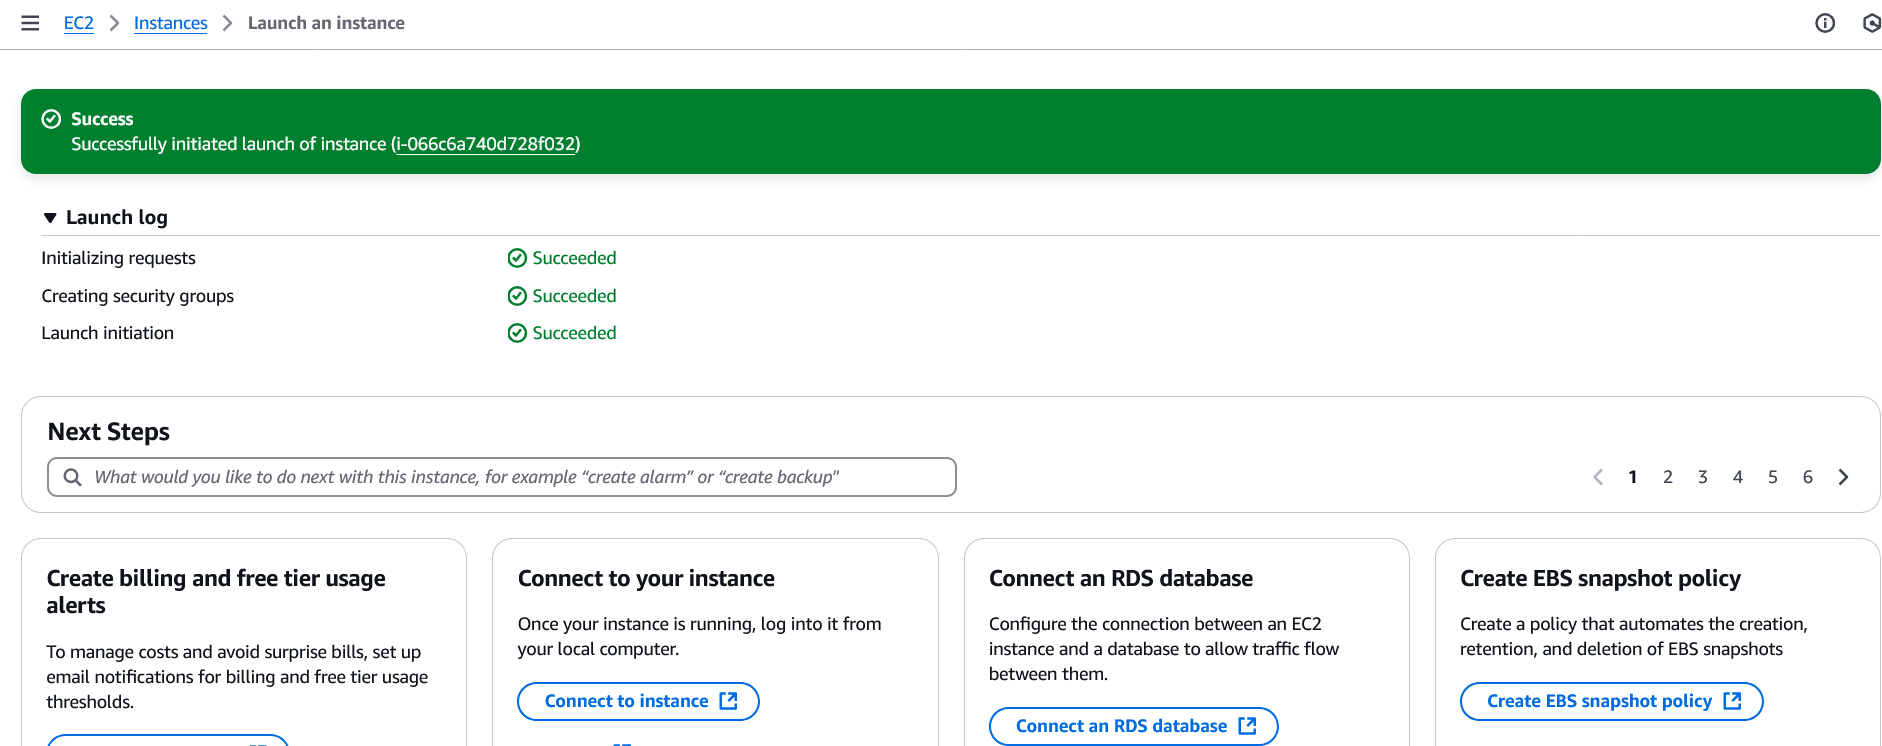 EC2 > Instances > Launch an instance
Success
Successfully initiated launch of instance (i-066c6a740d728f032)
Launch log
Initializing requests Succeeded
Creating security groups Succeeded
Launch initiation Succeeded
Next Steps
What would you like to do next with this instance, for example “create alarm” or “create backup"
1 2 3 4 5 6
Create billing and free tier usage
alerts
To manage costs and avoid surprise bills, set up
email notifications for billing and free tier usage
thresholds.
Connect to your instance
Once your instance is running, log into it from
your local computer.
Connect to instance
Connect an RDS database
Configure the connection between an EC2
instance and a database to allow traffic flow
between them.
Connect an RDS database
Create EBS snapshot policy
Create a policy that automates the creation,
retention, and deletion of EBS snapshots
Create EBS snapshot policy